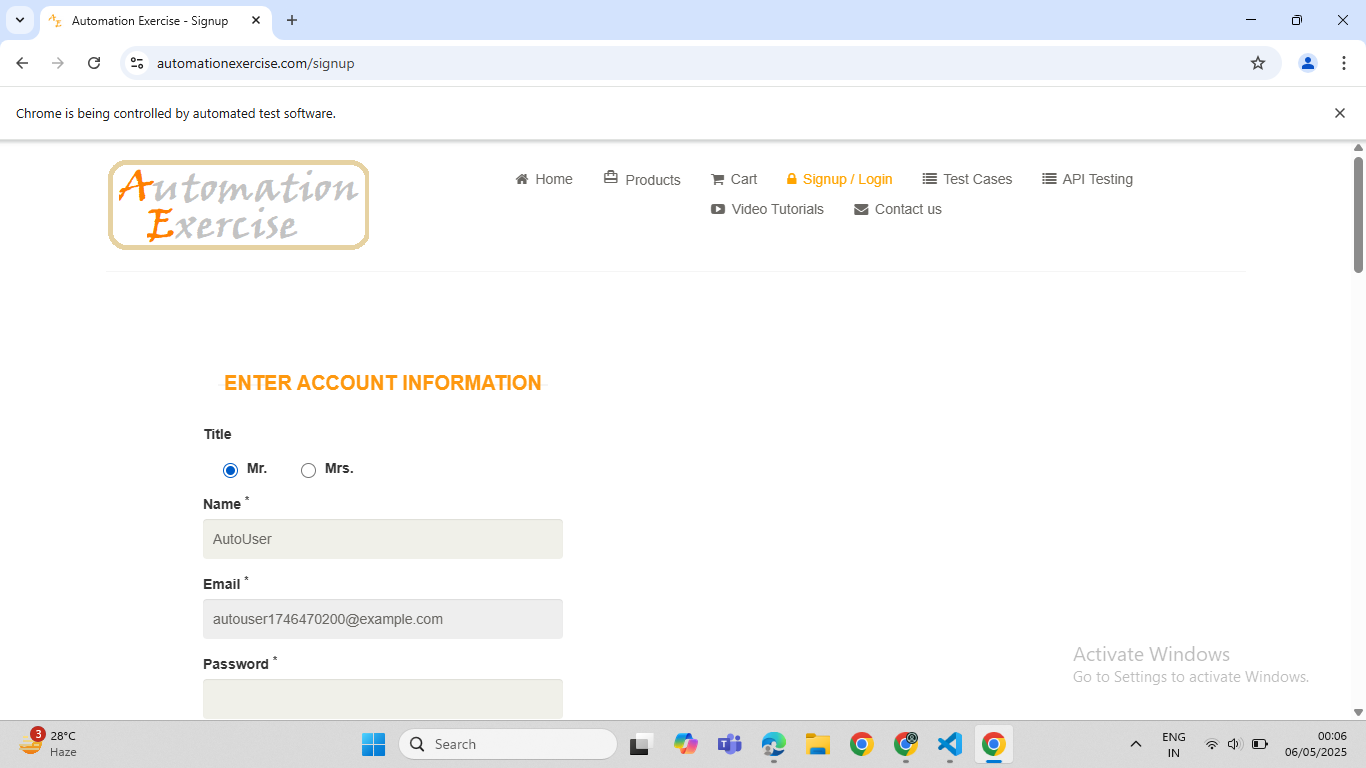 Automation Exercise - Signup
automationexercise.com/signup
Chrome is being controlled by automated test software.
Automation
Exercise
Home
Products
Cart
Signup / Login
Test Cases
API Testing
Video Tutorials
Contact us
ENTER ACCOUNT INFORMATION
Title
Mr.
Mrs.
Name *
AutoUser
Email *
autouser1746470200@example.com
Password *
Activate Windows
Go to Settings to activate Windows.
3
28°C
Haze
Search
ENG
IN
00:06
06/05/2025